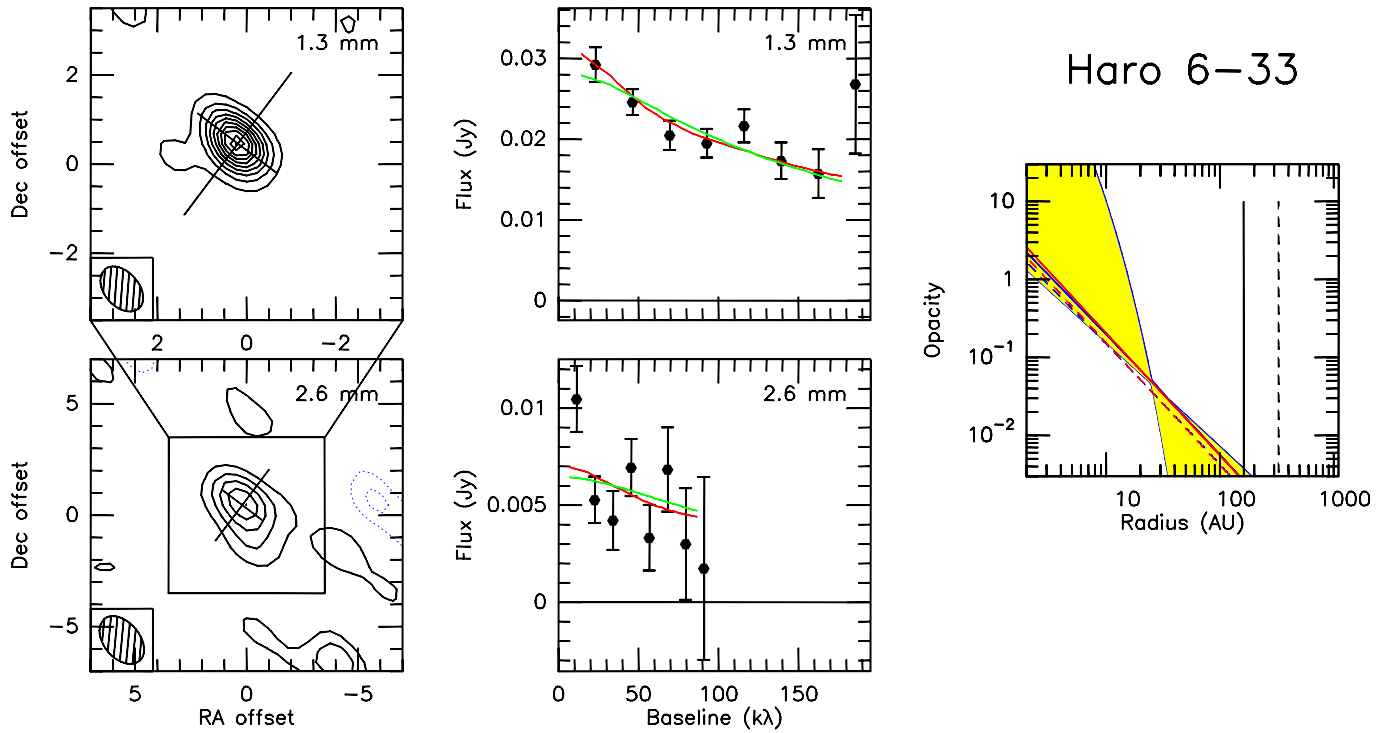 1.3 mm
2
0
−2
Dec offset
2
0
−2
2.6 mm
5
0
−5
Dec offset
5
0
−5
RA offset
1.3 mm
0.03
0.02
0.01
0
Flux (Jy)
2.6 mm
0.01
0.005
0
Flux (Jy)
0
50
100
150
Baseline (kλ)
Haro 6−33
10
1
10⁻¹
10⁻²
Opacity
10
100
1000
Radius (AU)